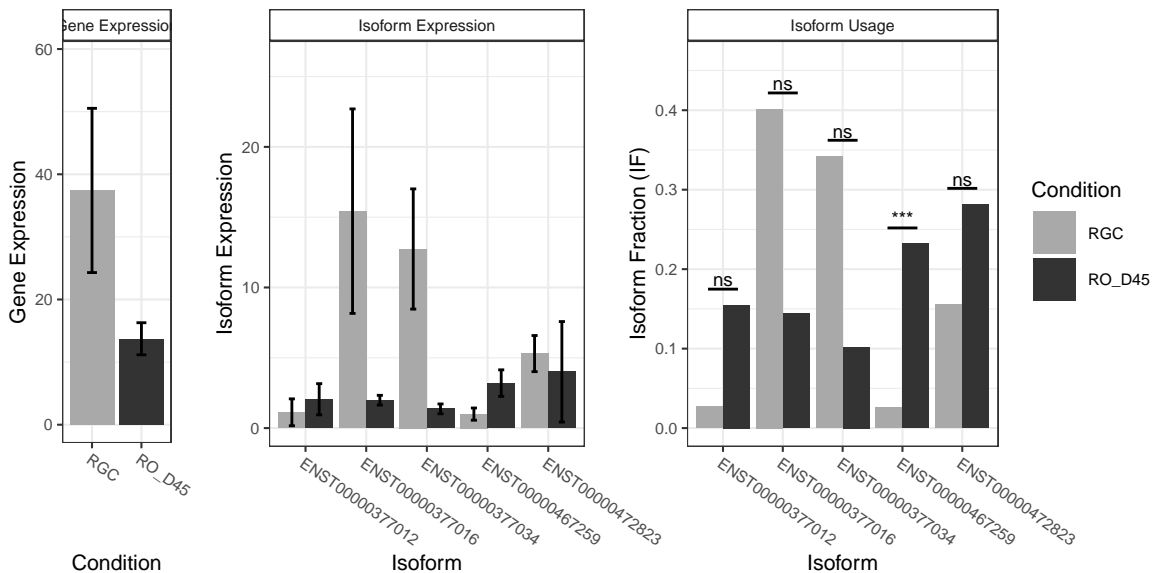 Gene Expression
Isoform Expression
Isoform Usage
Gene Expression
60
40
20
0
RGC
RO_D45
Condition
Isoform Expression
20
10
0
ENST00000377012
ENST00000377016
ENST00000377034
ENST00000467259
ENST00000472823
Isoform
Isoform Fraction (IF)
0.4
0.3
0.2
0.1
0.0
ns
ns
ns
***
ns
ENST00000377012
ENST00000377016
ENST00000377034
ENST00000467259
ENST00000472823
Isoform
Condition
RGC
RO_D45